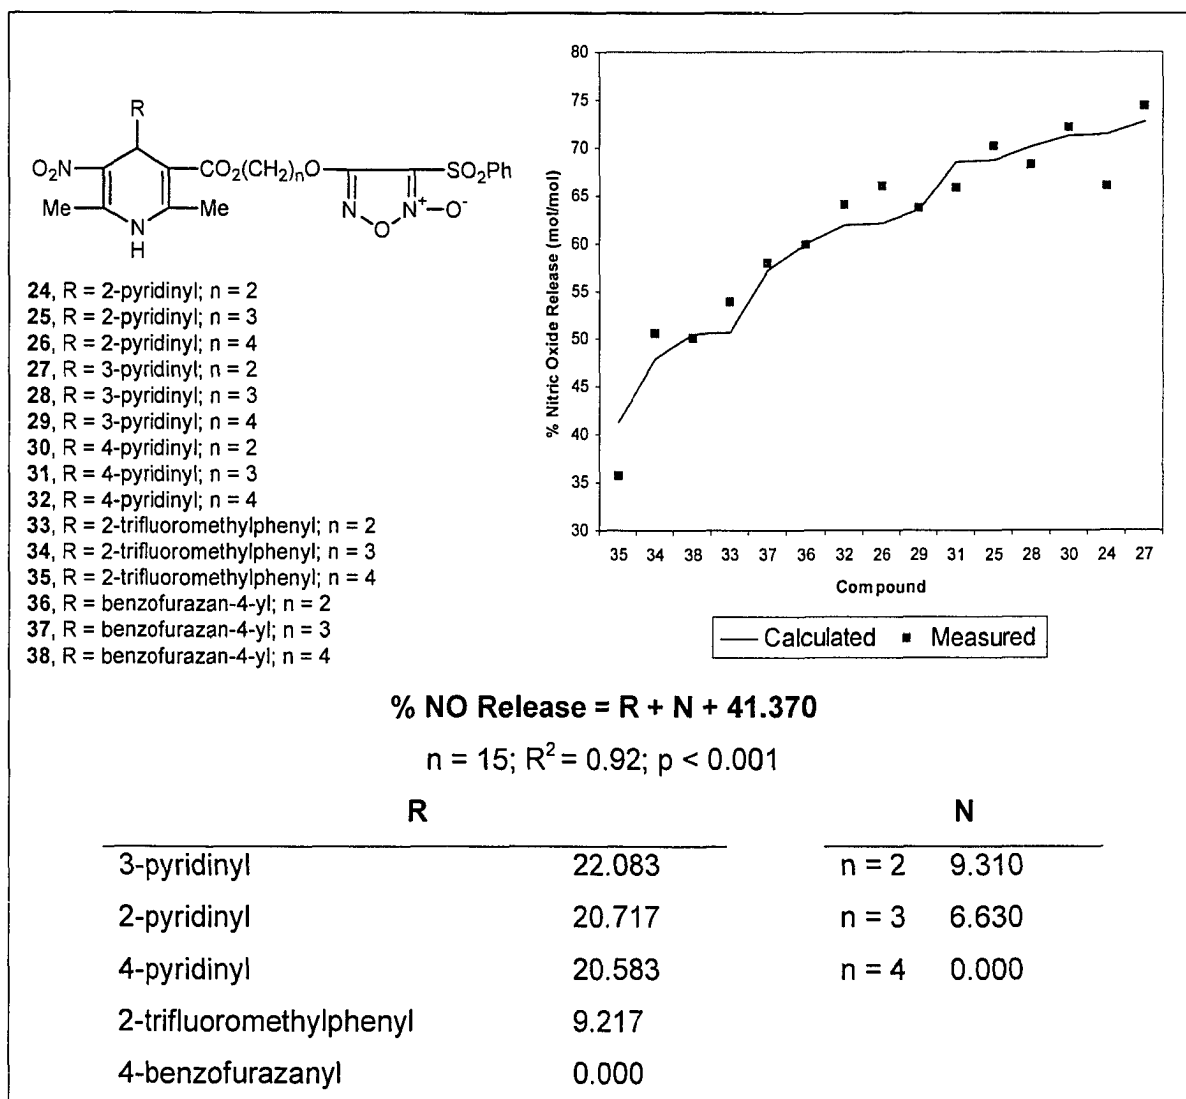 R
O₂N
CO₂(CH₂)ₙO
SO₂Ph
Me
N
H
Me
N
O
N⁺
O⁻
24, R = 2-pyridinyl; n = 2
25, R = 2-pyridinyl; n = 3
26, R = 2-pyridinyl; n = 4
27, R = 3-pyridinyl; n = 2
28, R = 3-pyridinyl; n = 3
29, R = 3-pyridinyl; n = 4
30, R = 4-pyridinyl; n = 2
31, R = 4-pyridinyl; n = 3
32, R = 4-pyridinyl; n = 4
33, R = 2-trifluoromethylphenyl; n = 2
34, R = 2-trifluoromethylphenyl; n = 3
35, R = 2-trifluoromethylphenyl; n = 4
36, R = benzofurazan-4-yl; n = 2
37, R = benzofurazan-4-yl; n = 3
38, R = benzofurazan-4-yl; n = 4
% Nitric Oxide Release (mol/mol)
80
75
70
65
60
55
50
45
40
35
30
35 34 38 33 37 36 32 26 29 31 25 28 30 24 27
Compound
Calculated Measured
% NO Release = R + N + 41.370
n = 15; R² = 0.92; p < 0.001
R N
3-pyridinyl 22.083 n = 2 9.310
2-pyridinyl 20.717 n = 3 6.630
4-pyridinyl 20.583 n = 4 0.000
2-trifluoromethylphenyl 9.217
4-benzofurazanyl 0.000